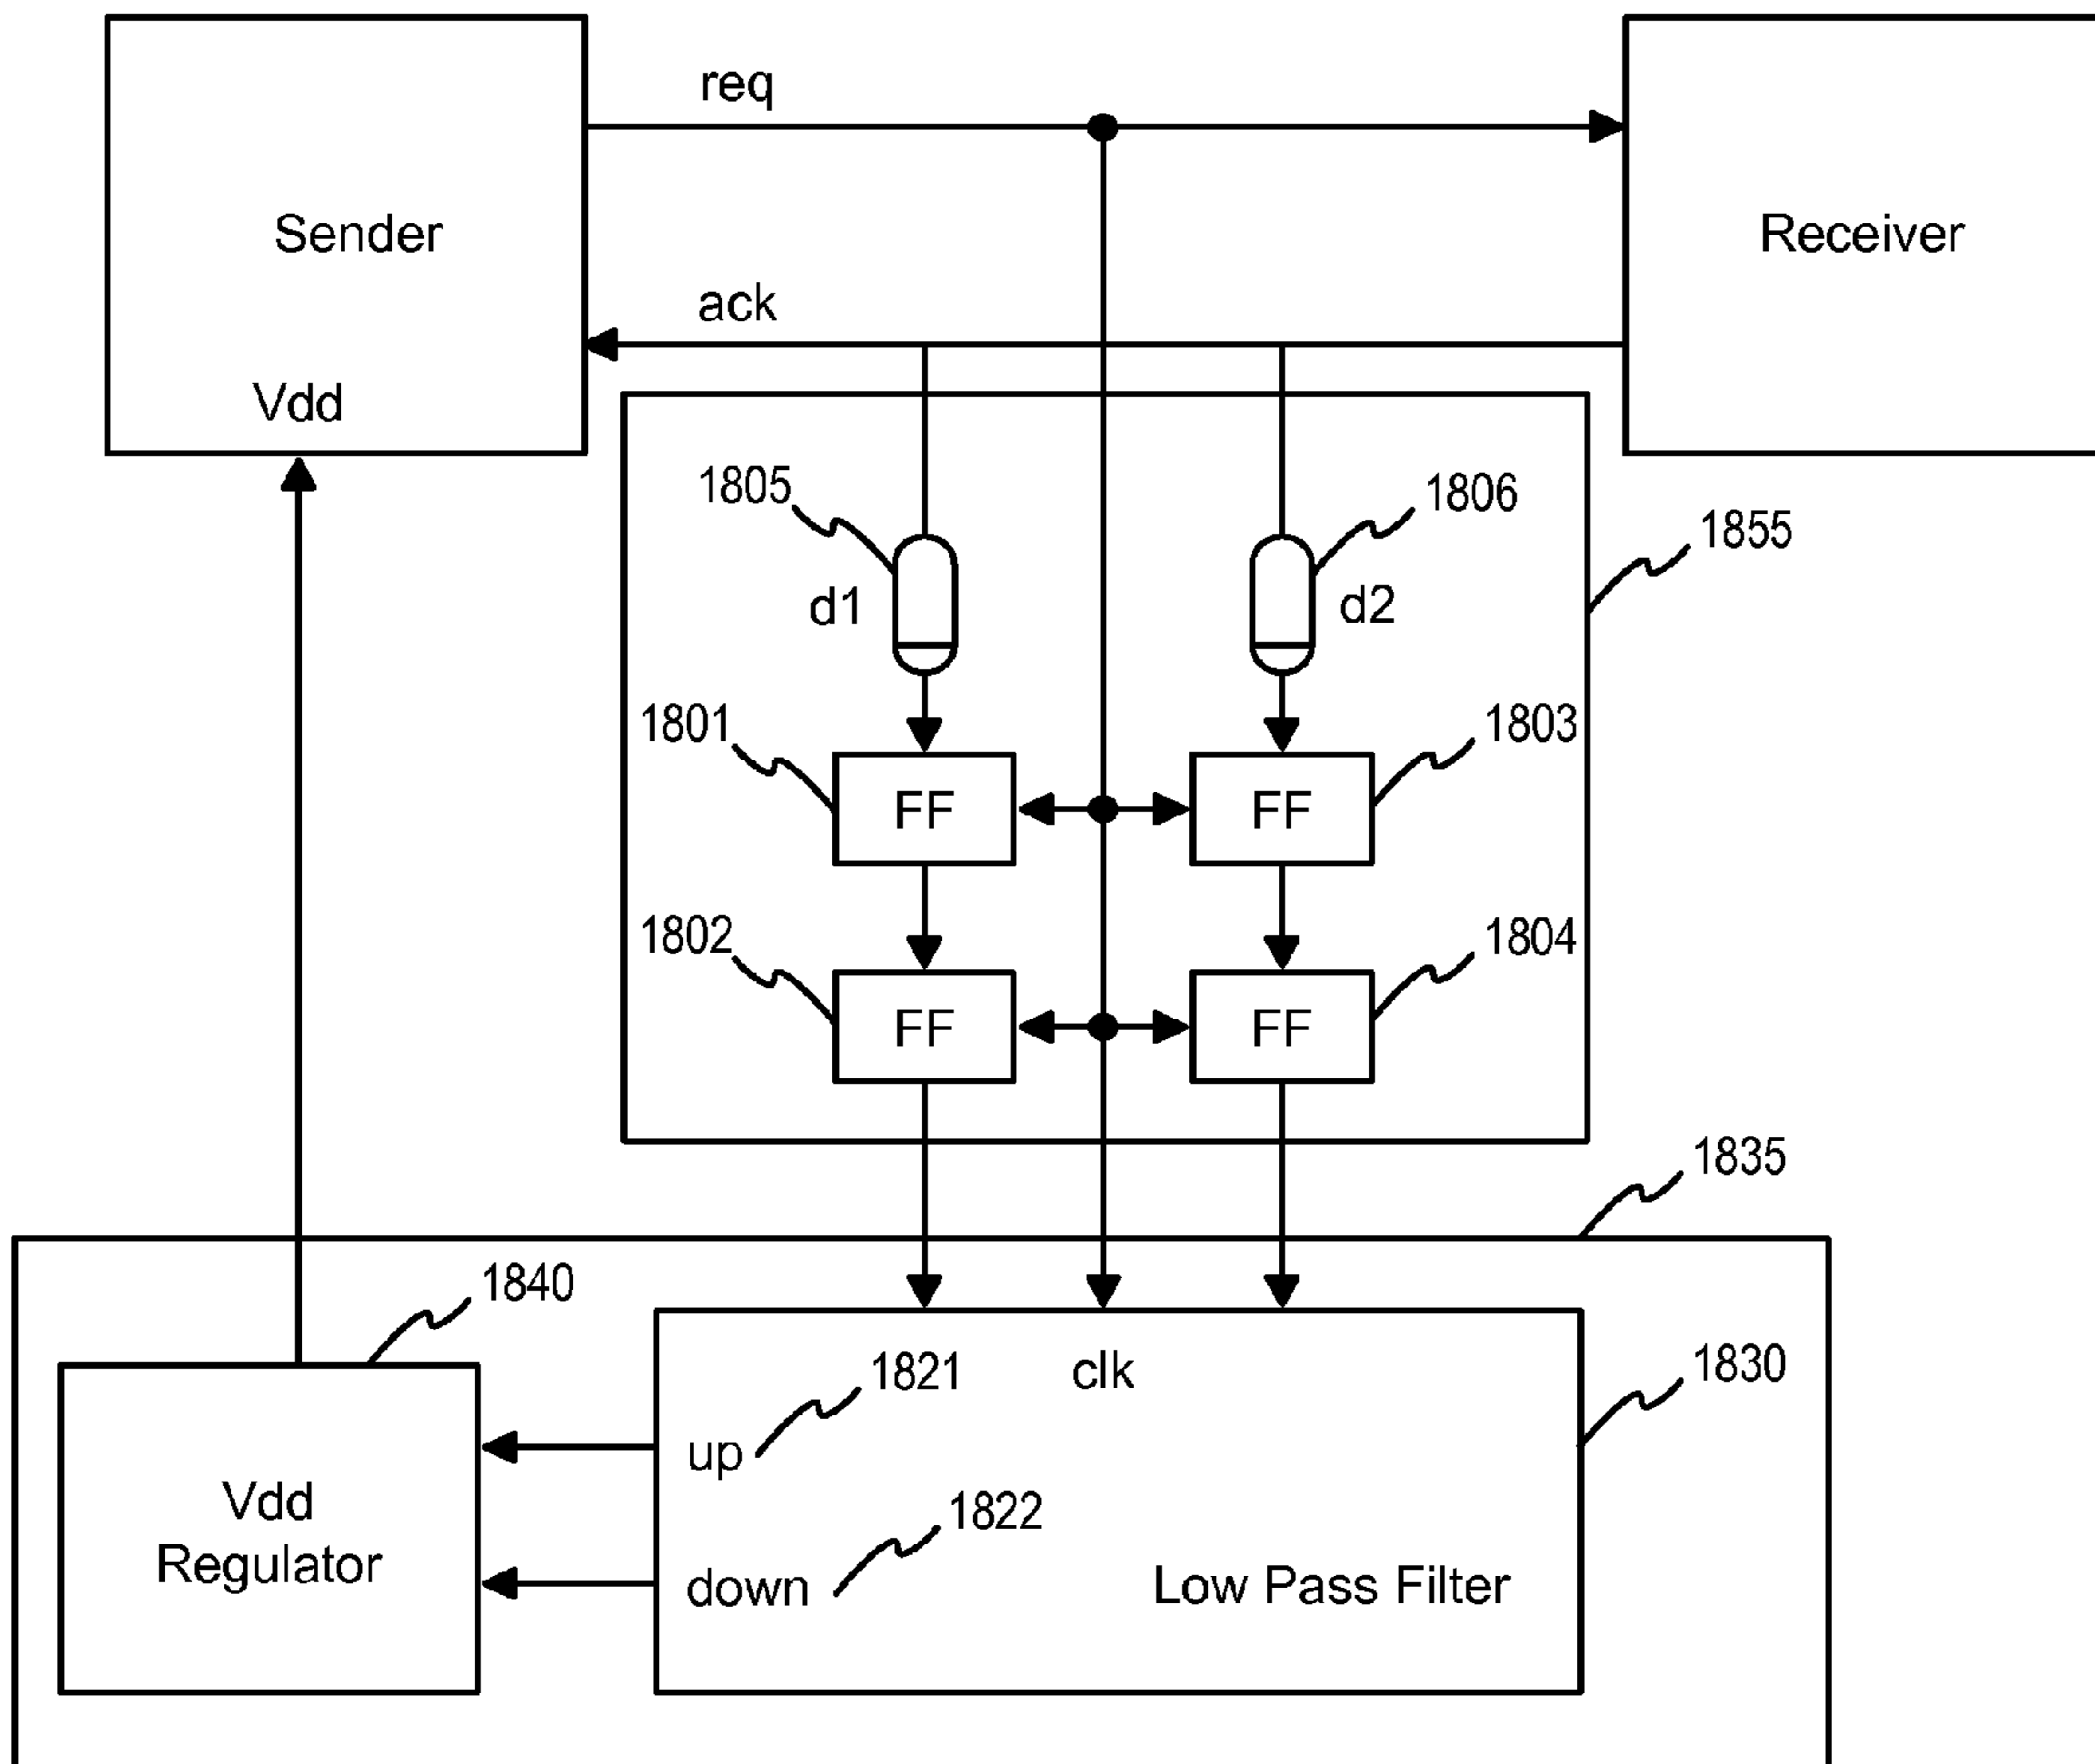 req
Sender
Receiver
ack
Vdd
1805
1806
1855
d1
d2
1801
1803
FF
FF
1802
1804
FF
FF
1835
1840
1821
clk
1830
up
Vdd
Regulator
1822
down
Low Pass Filter